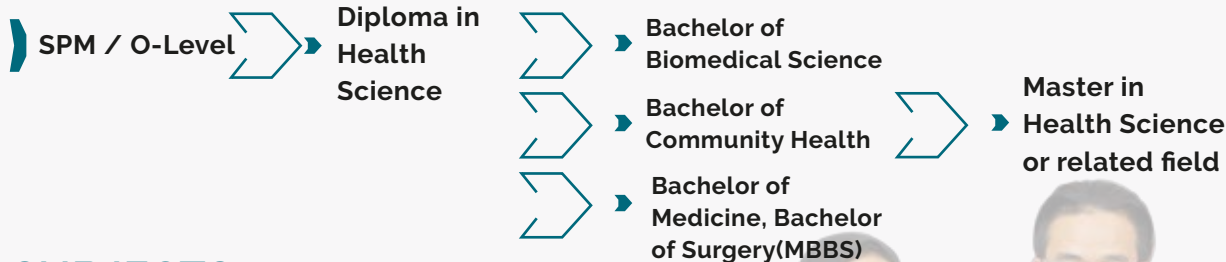 SPM / O-Level
Diploma in
Health
Science
Bachelor of
Biomedical Science
Bachelor of
Community Health
Bachelor of
Medicine, Bachelor
of Surgery(MBBS)
Master in
Health Science
or related field